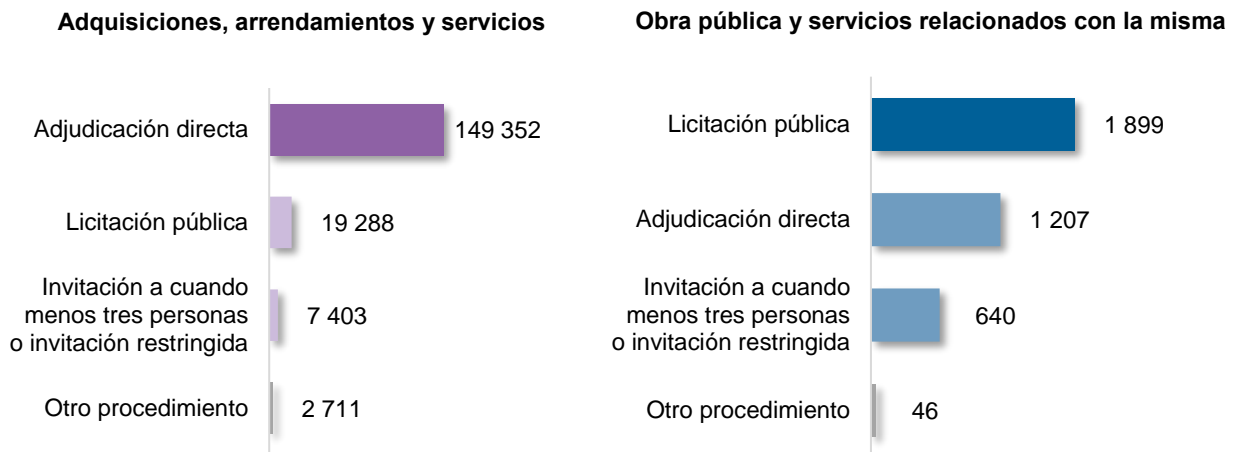 Adquisiciones, arrendamientos y servicios
Adjudicación directa
149 352
Licitación pública
19 288
Invitación a cuando
menos tres personas
o invitación restringida
7 403
Otro procedimiento
2 711
Obra pública y servicios relacionados con la misma
Licitación pública
1 899
Adjudicación directa
1 207
Invitación a cuando
menos tres personas
o invitación restringida
640
Otro procedimiento
46